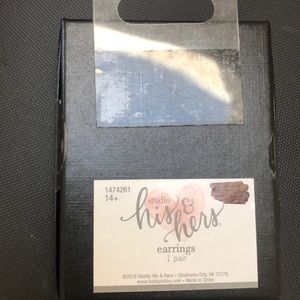 1474261
14+
studio
his &
hers
earrings
1 pair
©2016 Studio His & Hers • Oklahoma City, OK 73179
www.hobbylobby.com • Made in China